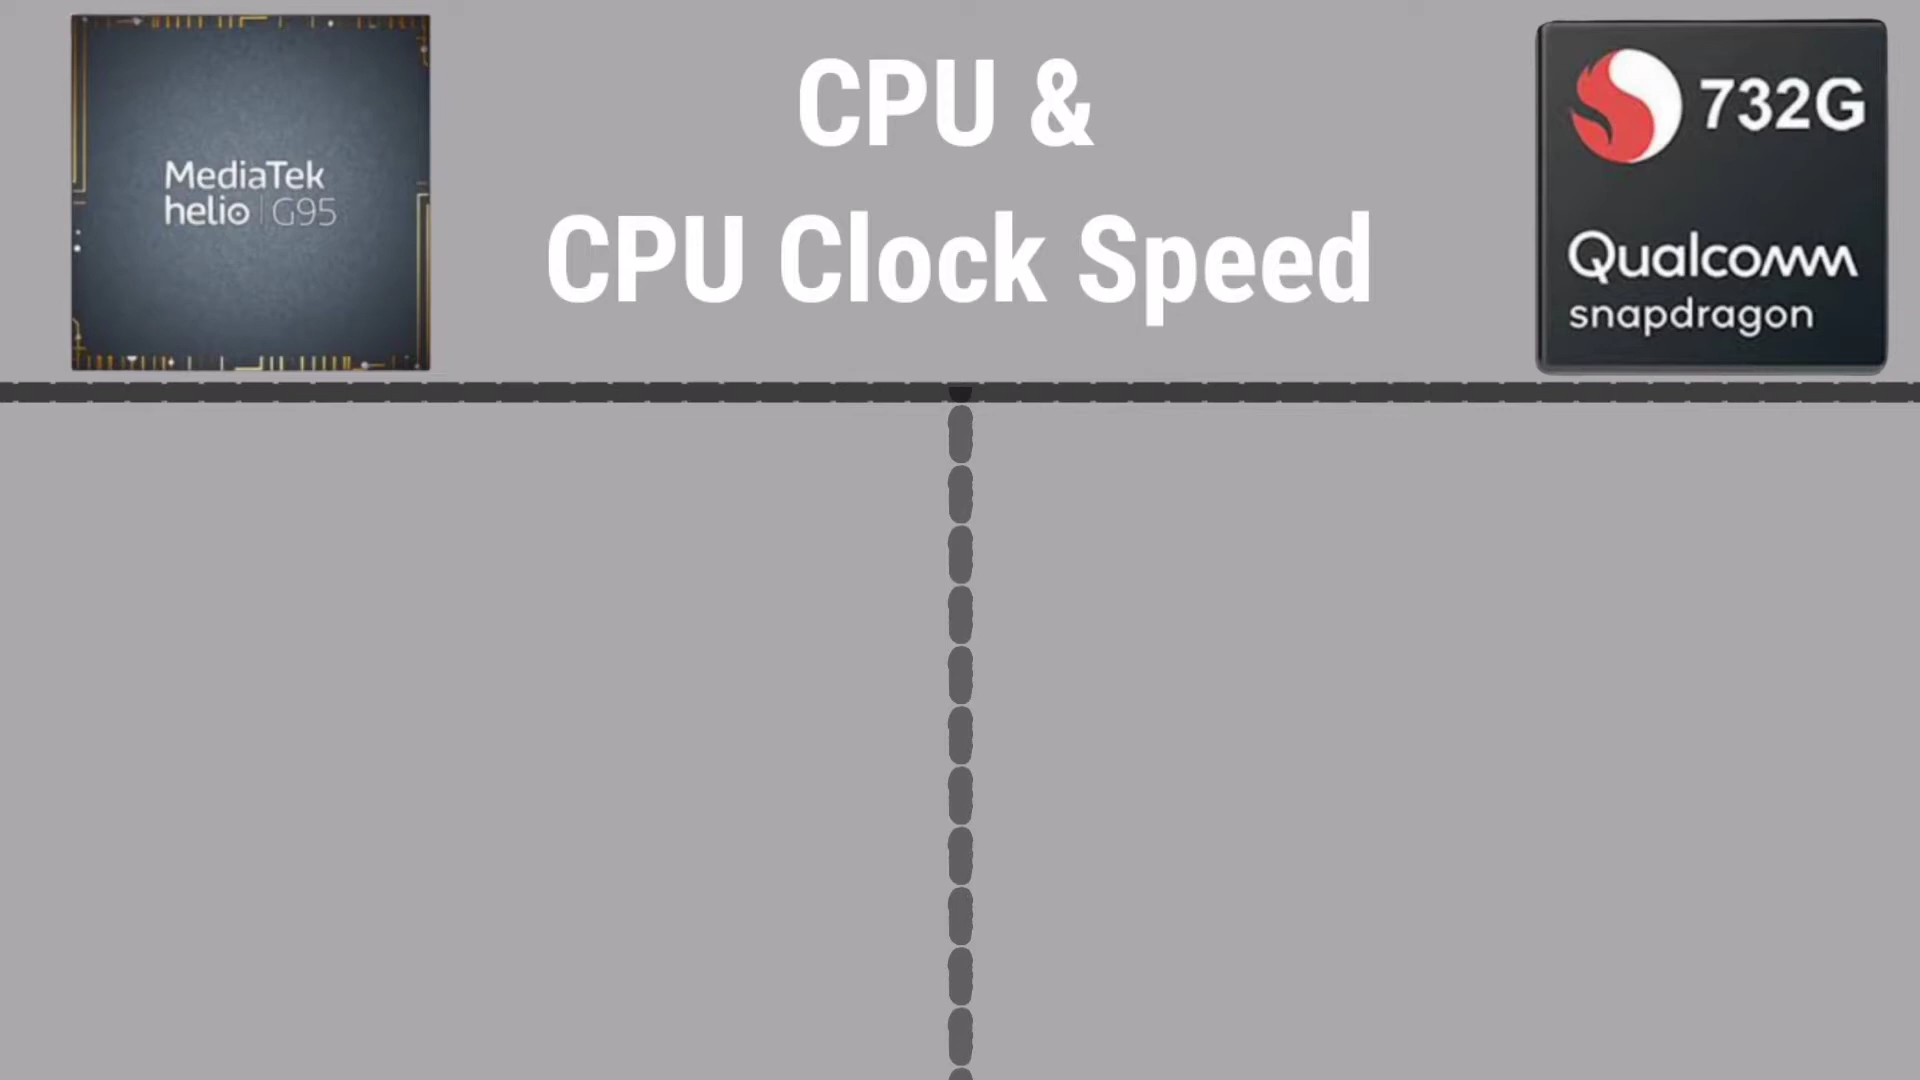 MediaTek
helio | G95
CPU &
CPU Clock Speed
732G
Qualcomm
snapdragon